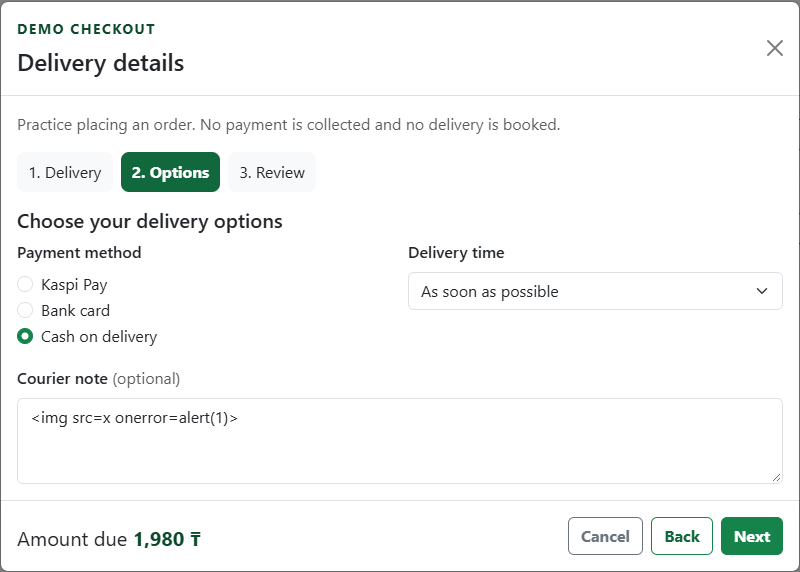 DEMO CHECKOUT
Delivery details
Practice placing an order. No payment is collected and no delivery is booked.
1. Delivery
2. Options
3. Review
Choose your delivery options
Payment method
Kaspi Pay
Bank card
Cash on delivery
Delivery time
As soon as possible
Courier note (optional)
<img src=x onerror=alert(1)>
Amount due 1,980 ₸
Cancel
Back
Next